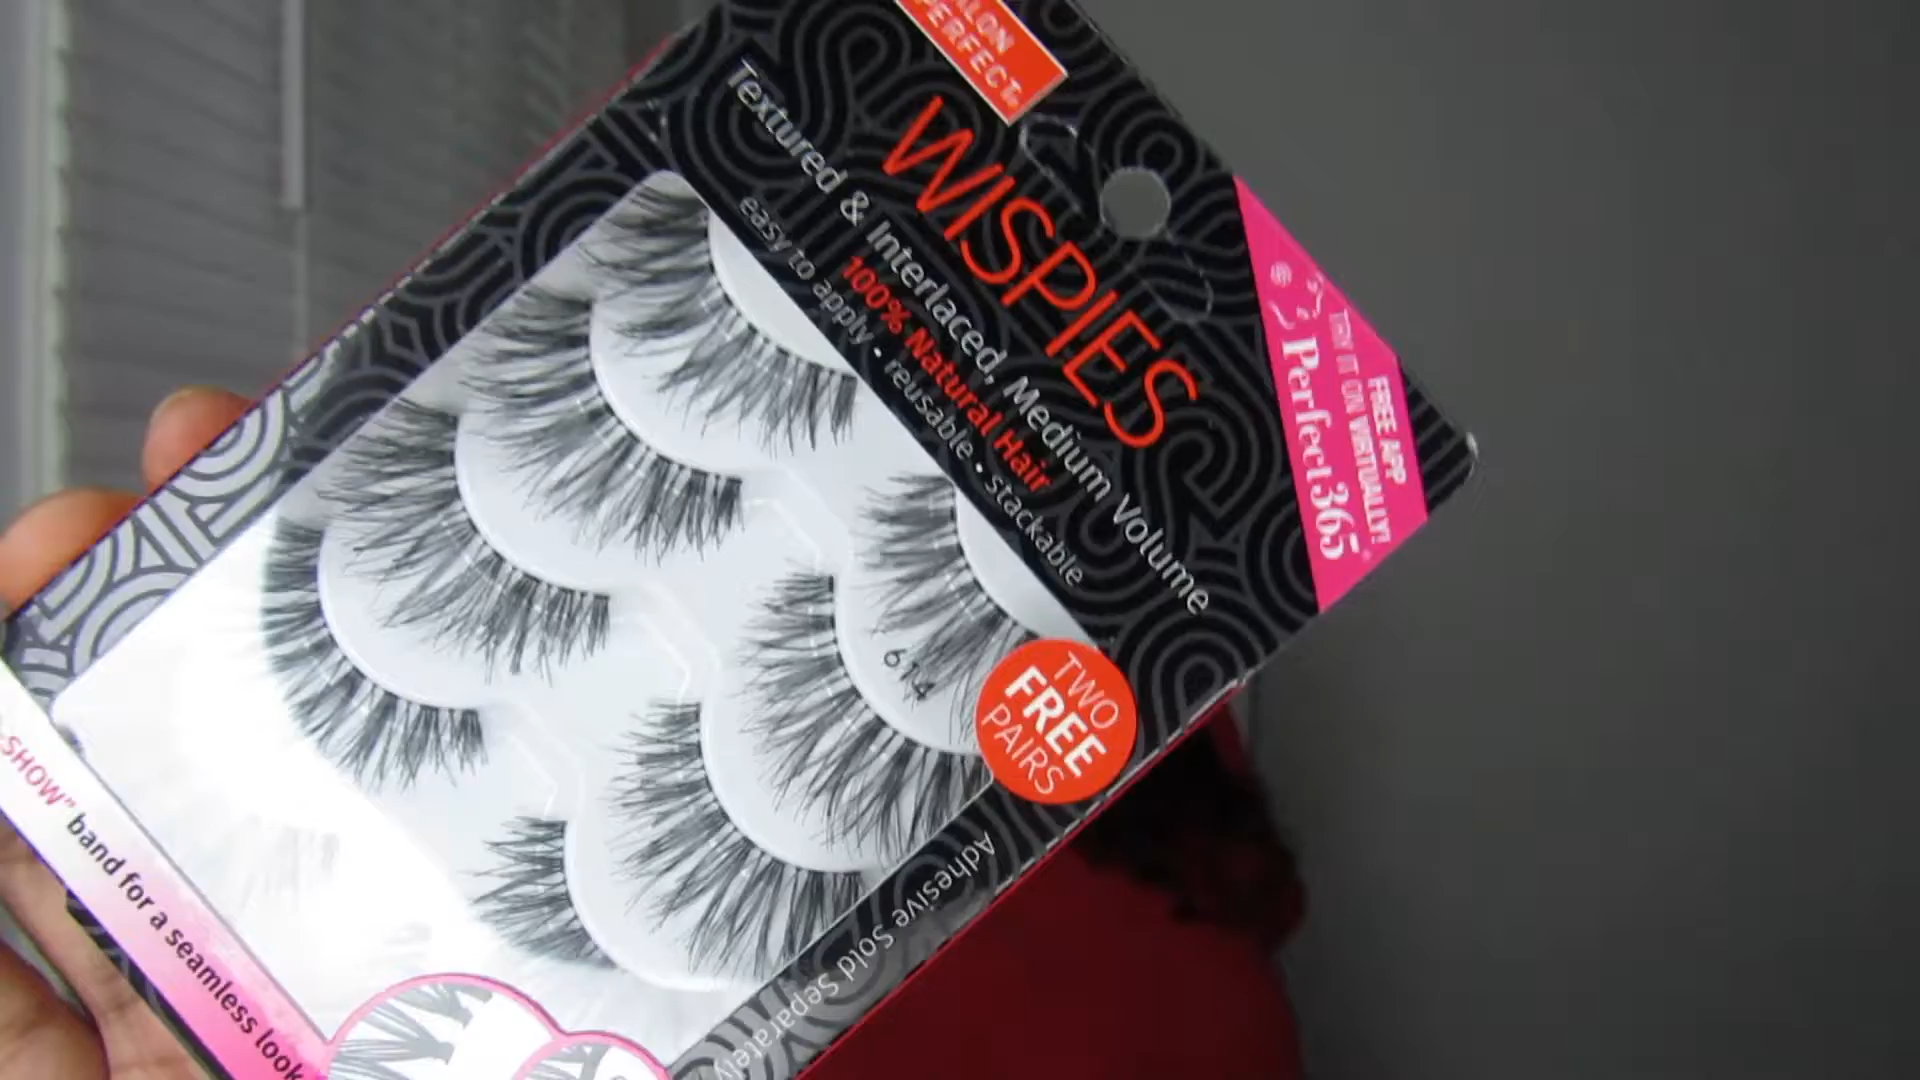 PERFECT®
WISPIES
Textured & Interlaced, Medium Volume
100% Natural Hair
easy to apply • reusable • stackable
FREE APP
TRY IT ON VIRTUALLY!
Perfect365
614
TWO
FREE
PAIRS
Adhesive Sold Separately
SHOW" band for a seamless look